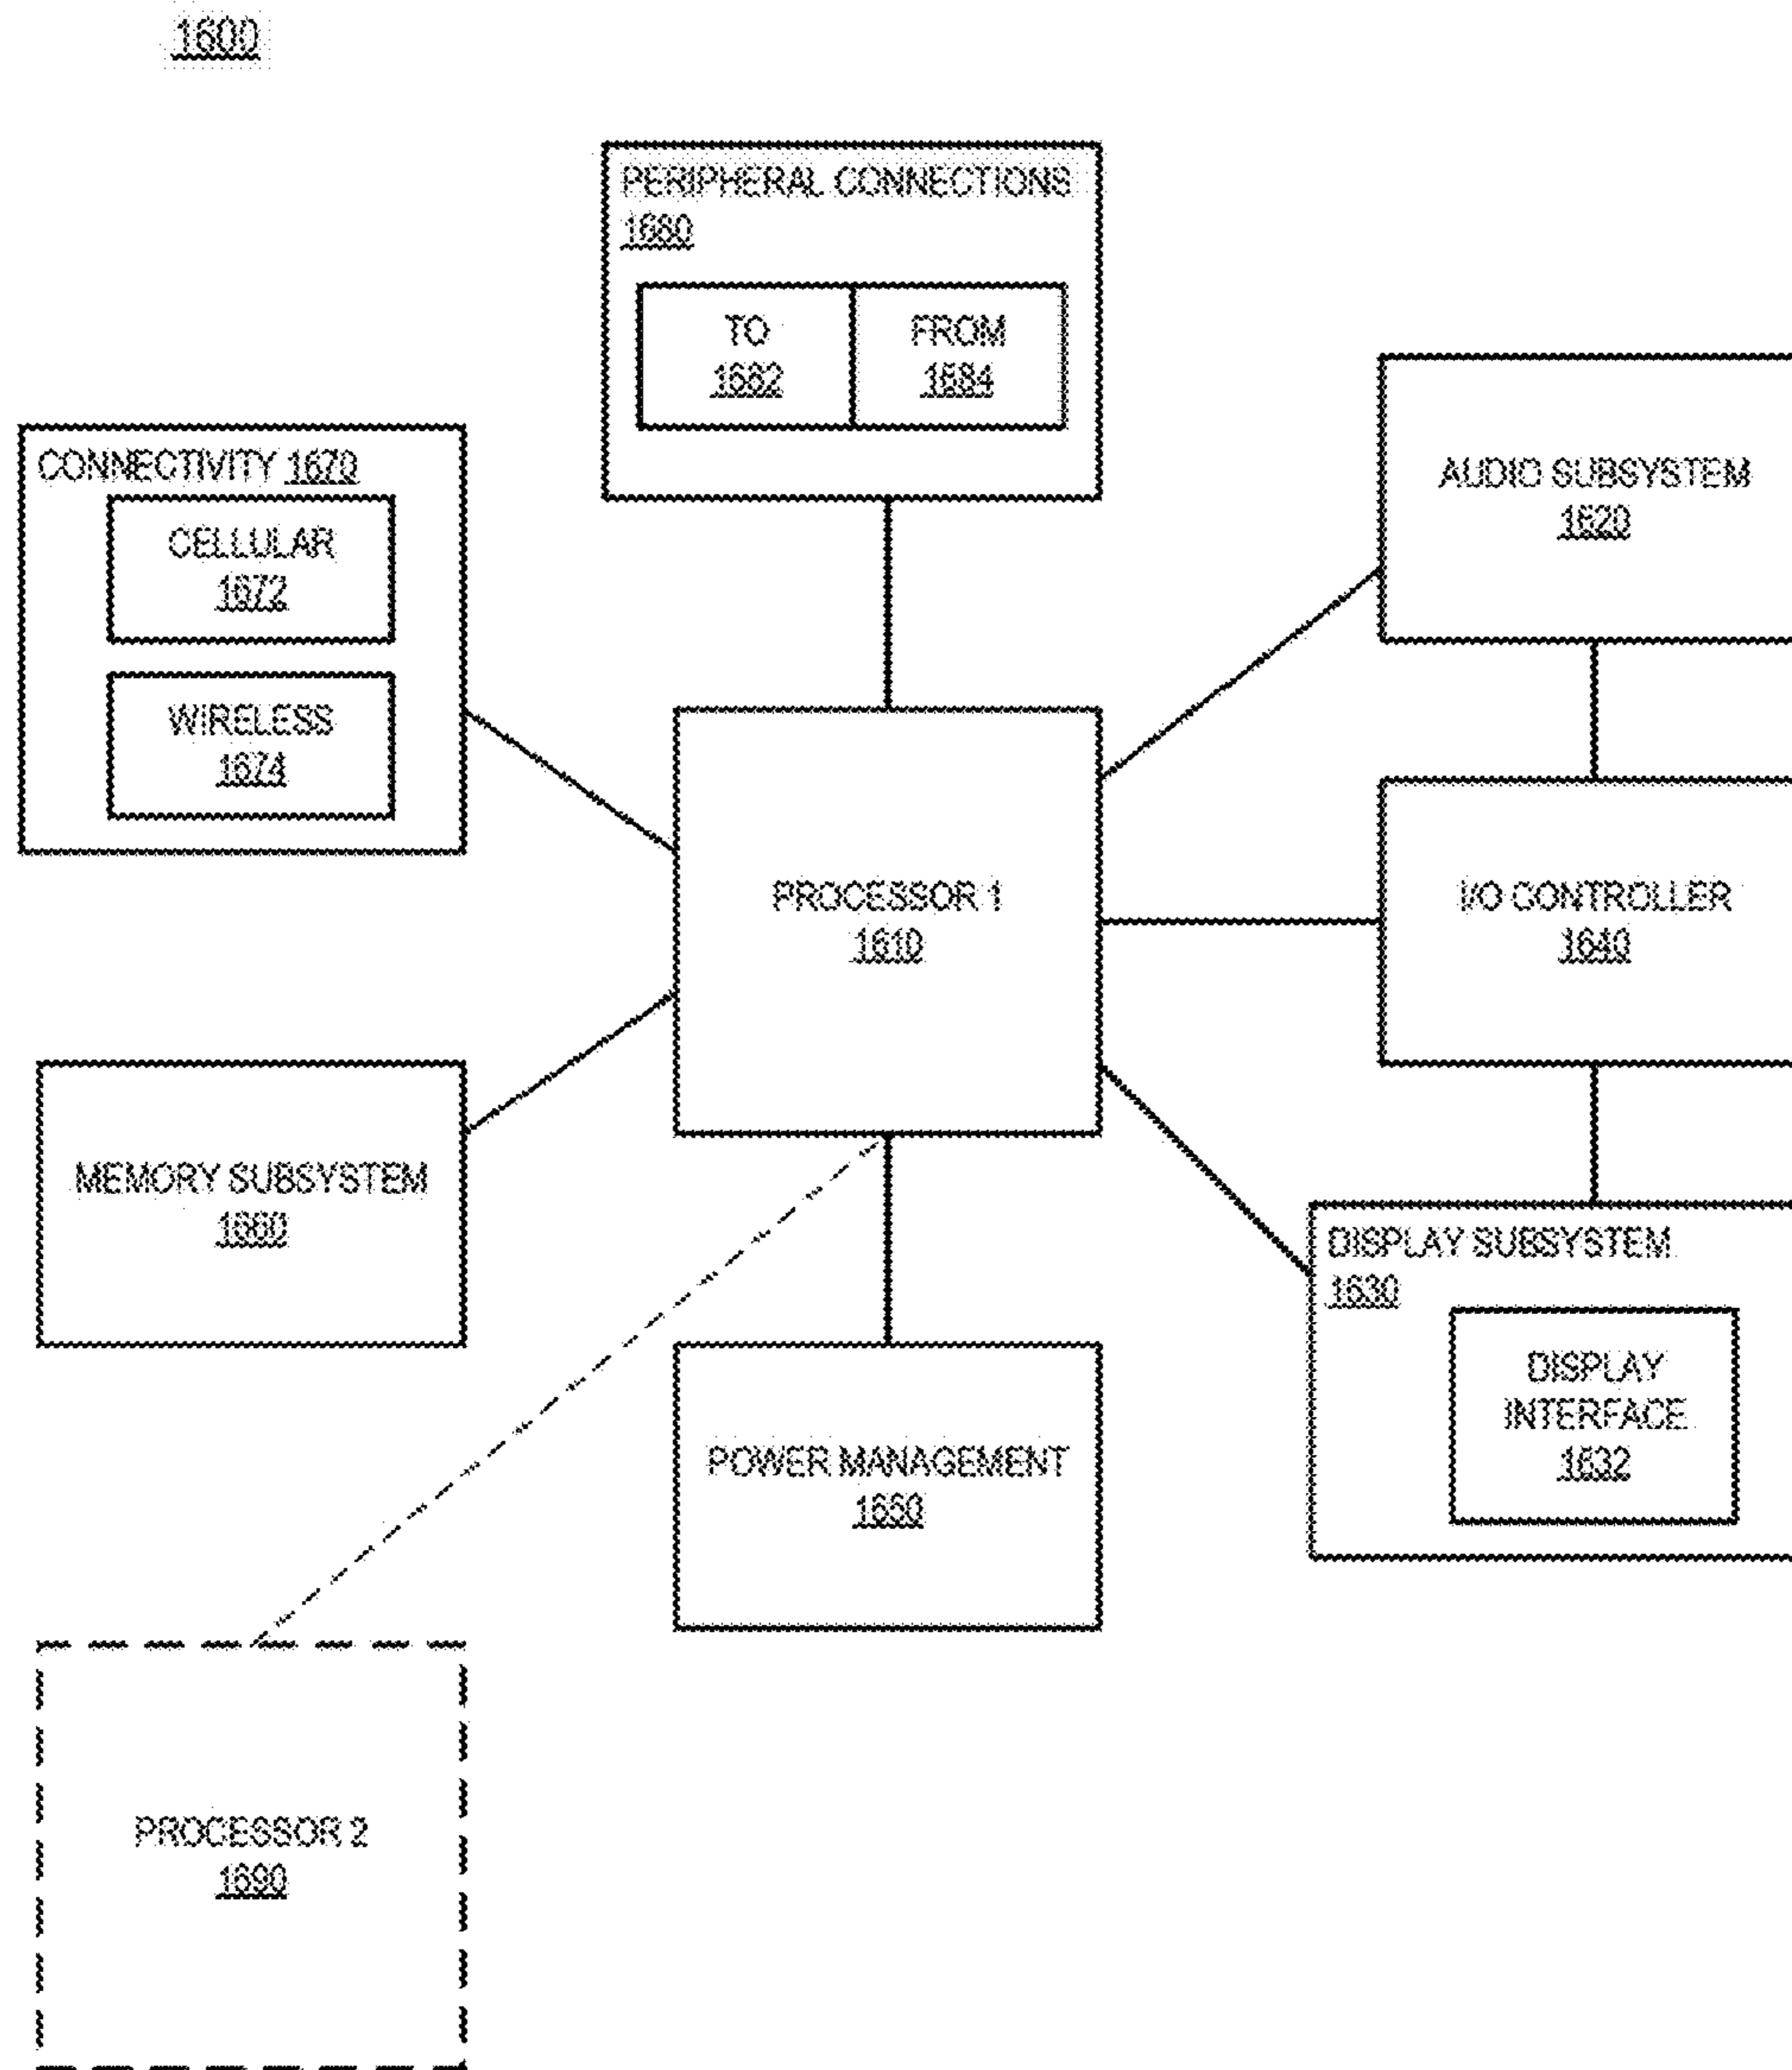 1600
PERIPHERAL CONNECTIONS
1680
TO
1682
FROM
1684
AUDIO SUBSYSTEM
1620
CONNECTIVITY 1670
CELLULAR
1672
WIRELESS
1674
PROCESSOR 1
1610
I/O CONTROLLER
1640
MEMORY SUBSYSTEM
1660
DISPLAY SUBSYSTEM
1630
DISPLAY
INTERFACE
1632
POWER MANAGEMENT
1650
PROCESSOR 2
1690